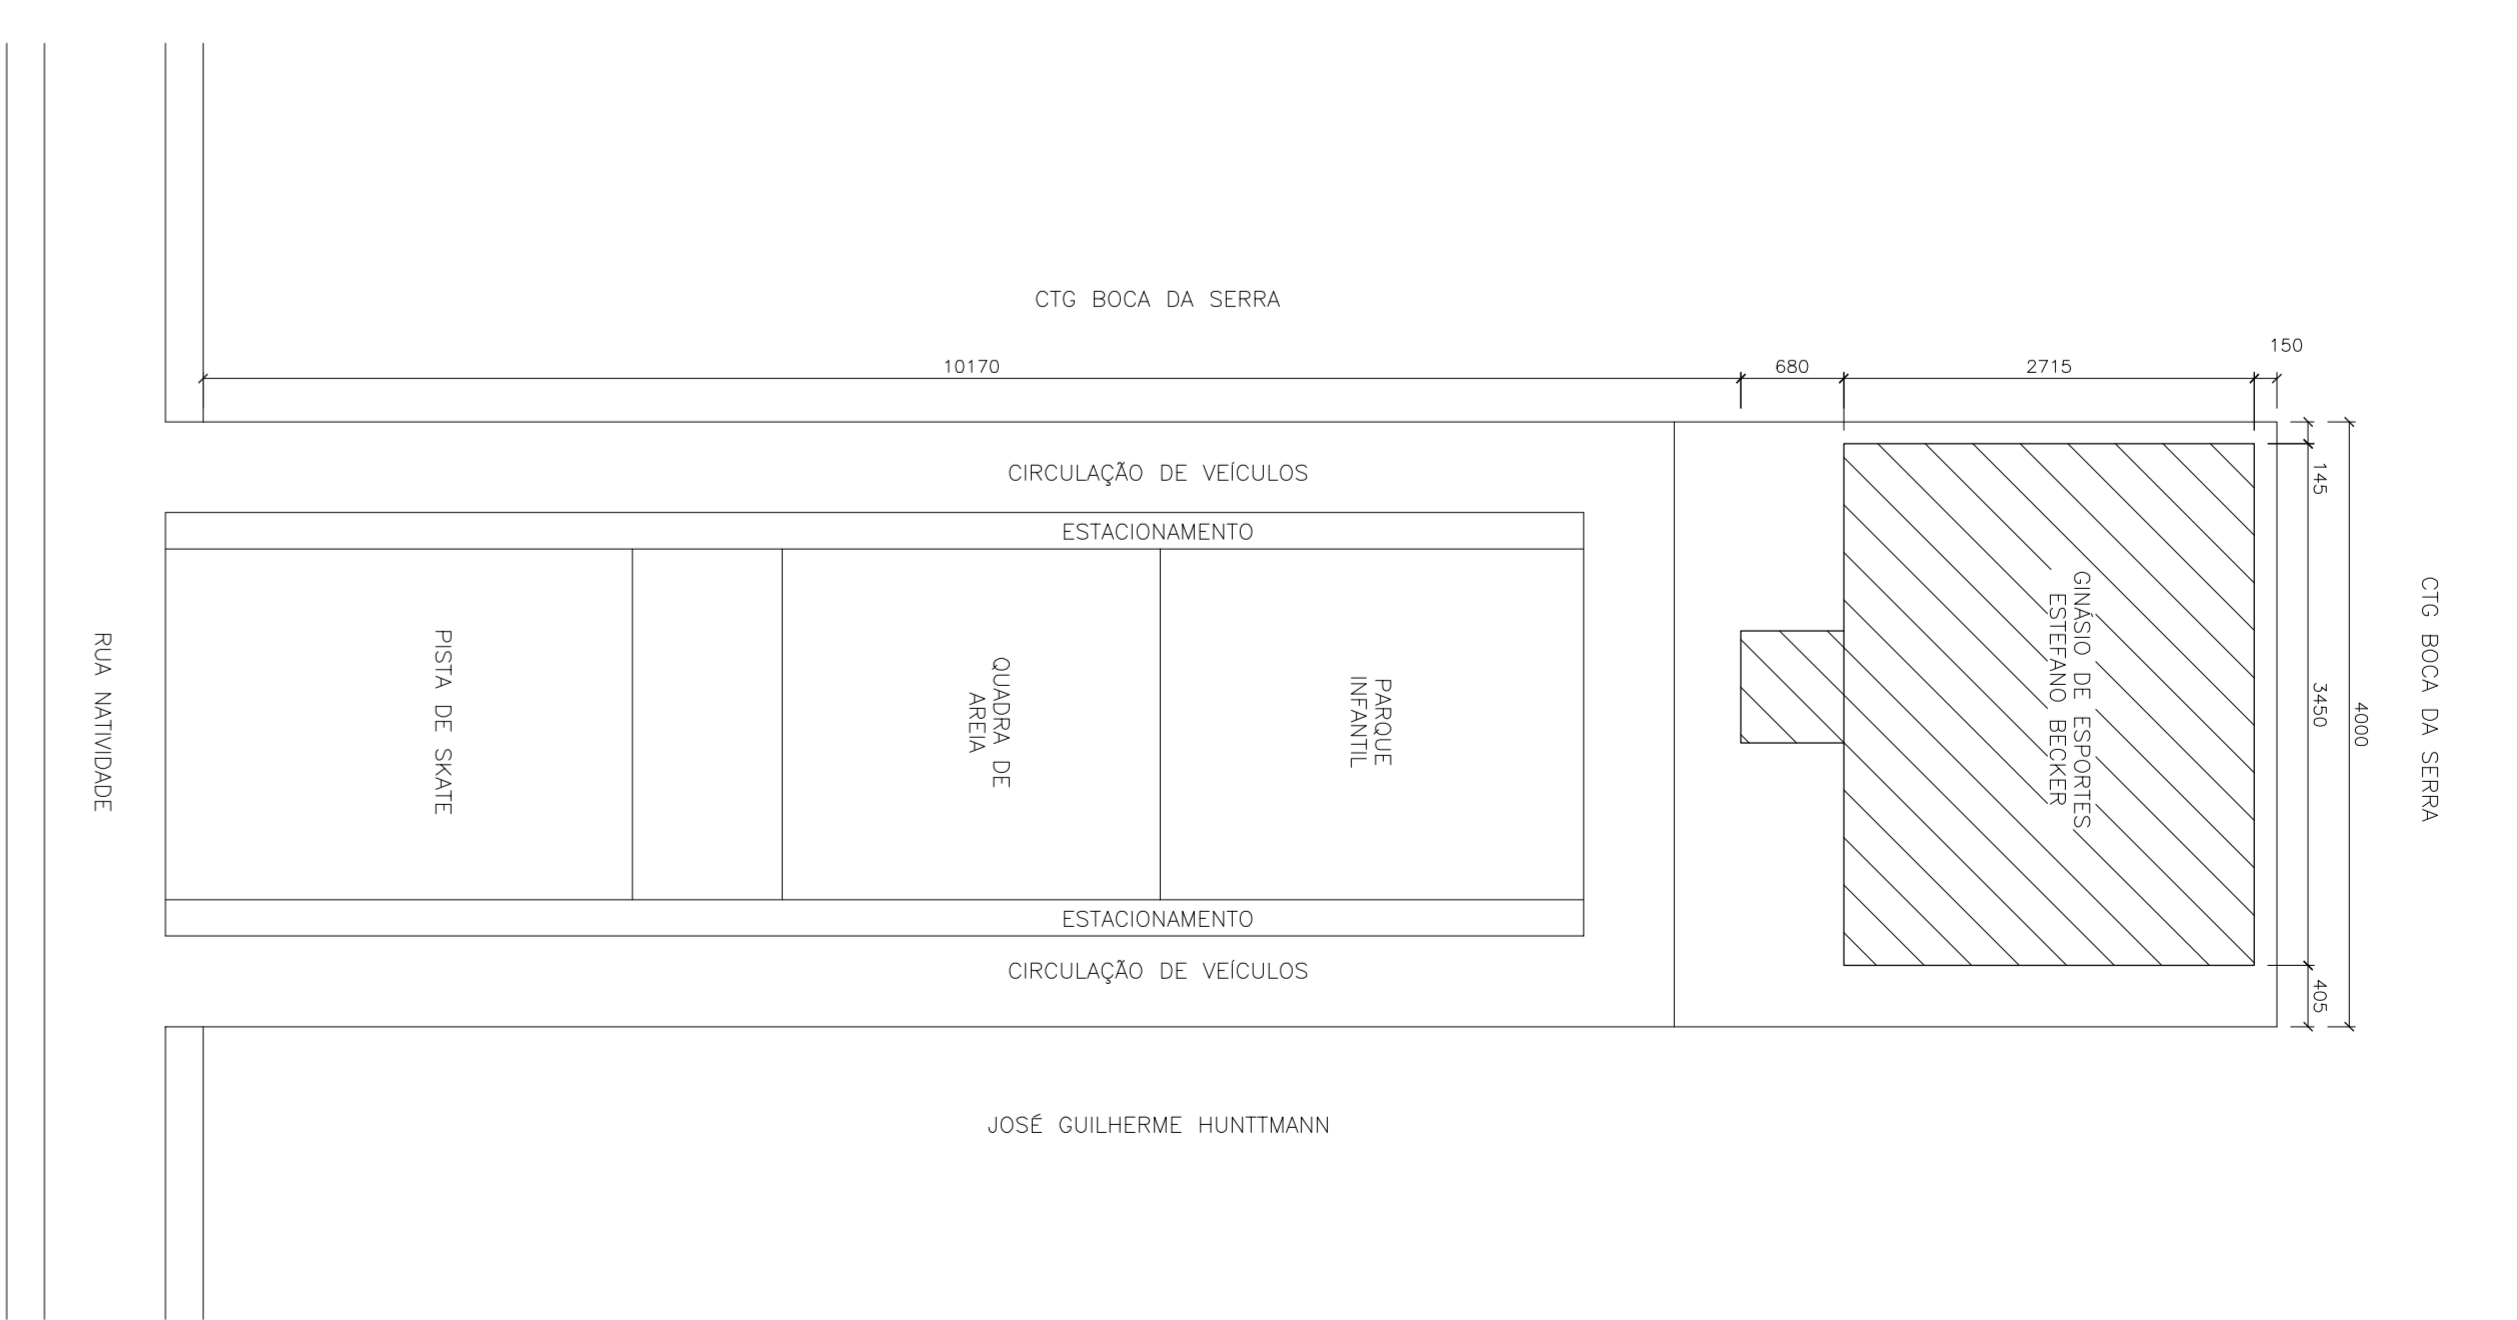 CTG BOCA DA SERRA
150
10170
680
2715
CIRCULAÇÃO DE VEÍCULOS
145
ESTACIONAMENTO
RUA NATIVIDADE
PISTA DE SKATE
QUADRA DE
AREIA
PARQUE
INFANTIL
GINÁSIO DE ESPORTES
ESTEFANO BECKER
3450
4000
CTG BOCA DA SERRA
ESTACIONAMENTO
CIRCULAÇÃO DE VEÍCULOS
405
JOSÉ GUILHERME HUNTTMANN